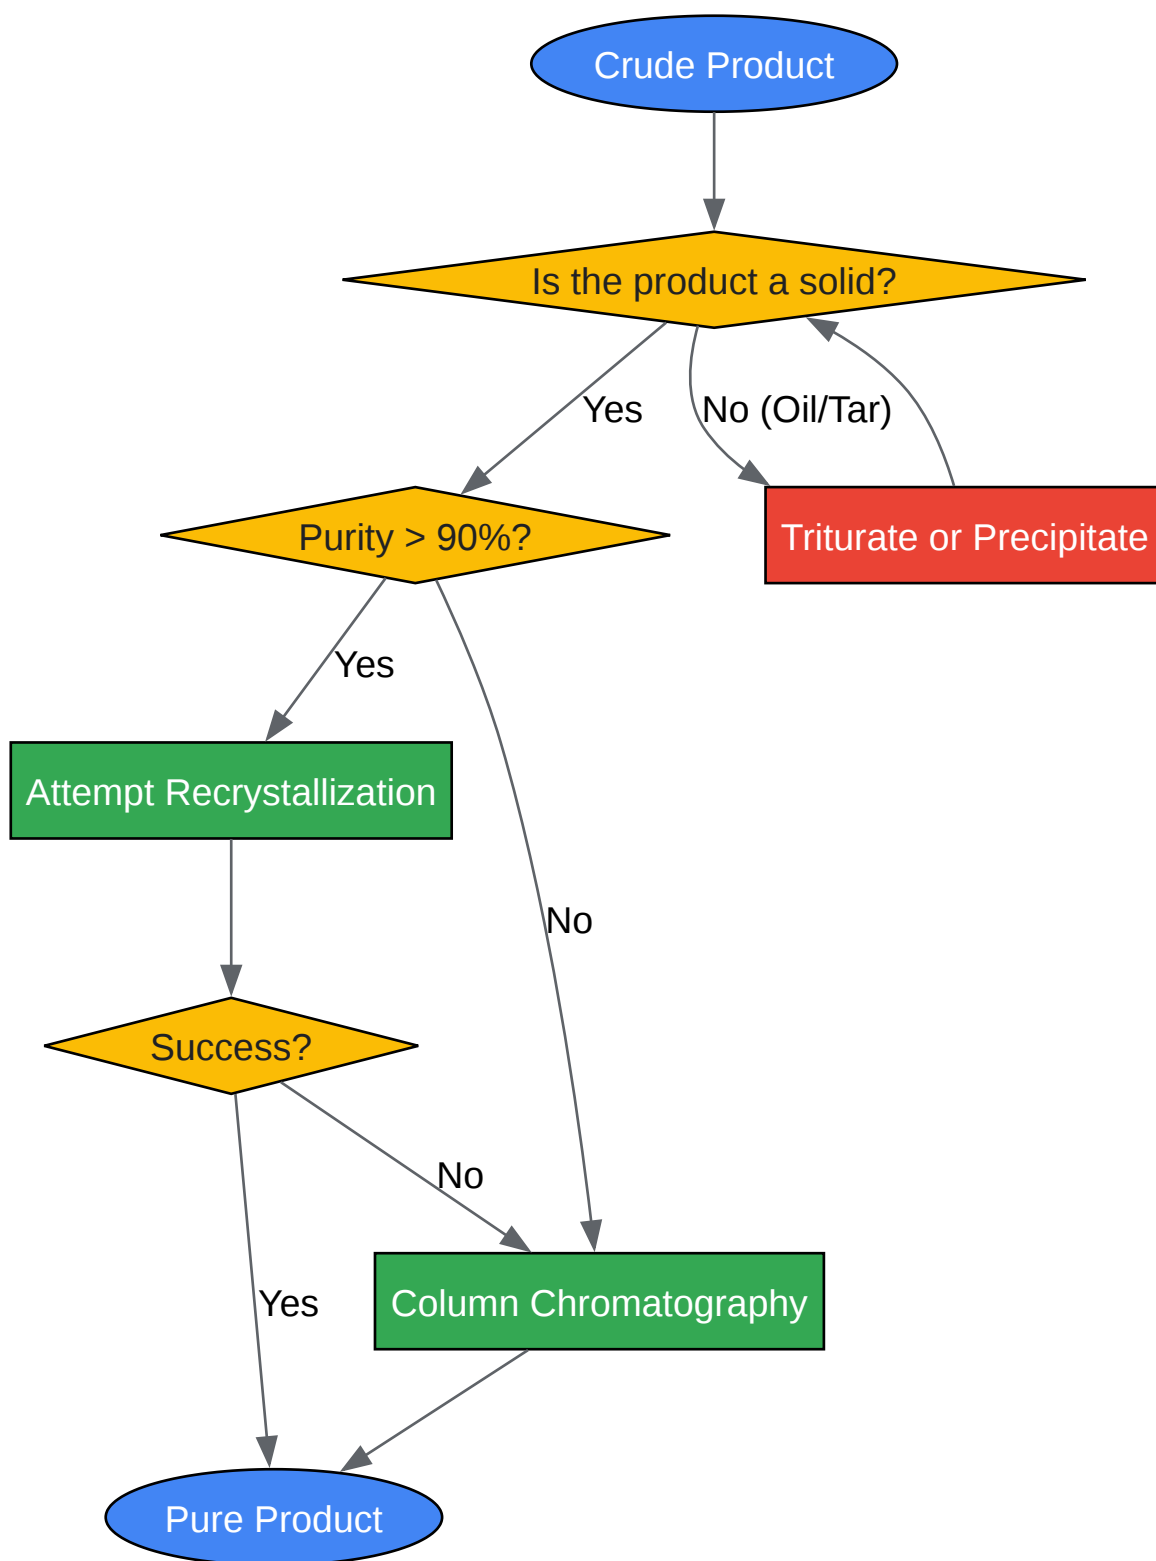 Crude Product
Is the product a solid?
Yes
No (Oil/Tar)
Purity > 90%?
Triturate or Precipitate
Yes
Attempt Recrystallization
No
Success?
No
Yes
Column Chromatography
Pure Product